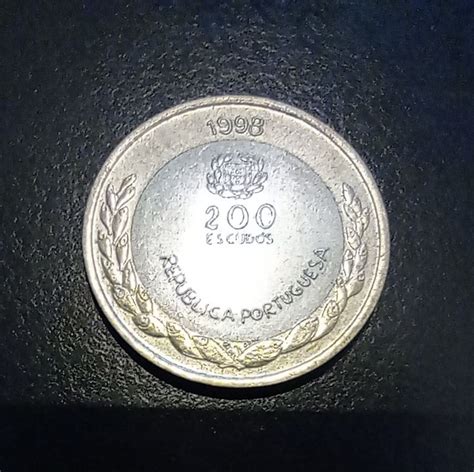 1998
200
ESCUDOS
REPUBLICA PORTUGUESA